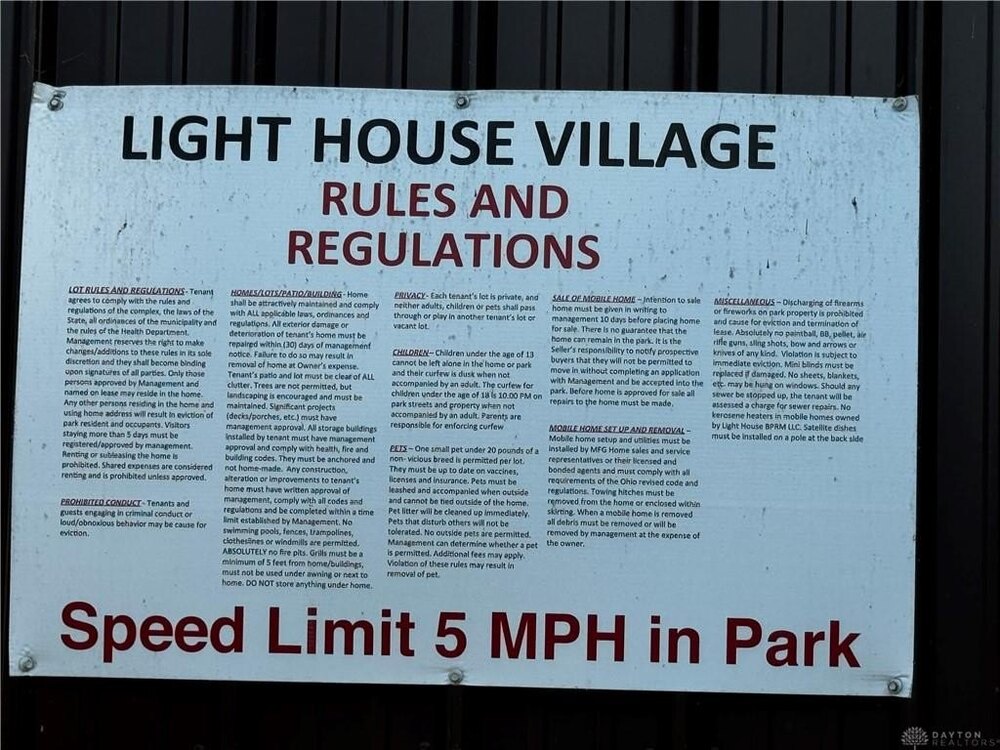 LIGHT HOUSE VILLAGE
RULES AND
REGULATIONS
LOT RULES AND REGULATIONS - Tenant
agrees to comply with the rules and
regulations of the complex, the laws of the
State, all ordinances of the municipality and
the rules of the Health Department.
Management reserves the right to make
changes/additions to these rules in its sole
discretion and they shall become binding
upon signatures of all parties. Only those
persons approved by Management and
named on lease may reside in the home.
Any other persons residing in the home and
using home address will result in eviction of
park resident and occupants. Visitors
staying more than 5 days must be
registered/approved by management.
Renting or subleasing the home is
prohibited. Shared expenses are considered
renting and is prohibited unless approved.
PROHIBITED CONDUCT - Tenants and
guests engaging in criminal conduct or
loud/obnoxious behavior may be cause for
eviction.
HOMES/LOTS/PATIO/BUILDING - Home
shall be attractively maintained and comply
with ALL applicable laws, ordinances and
regulations. All exterior damage or
deterioration of tenant's home must be
repaired within (30) days of management
notice. Failure to do so may result in
removal of home at Owner's expense.
Tenant's patio and lot must be clear of ALL
clutter. Trees are not permitted, but
landscaping is encouraged and must be
maintained. Significant projects
(decks/porches, etc.) must have
management approval. All storage buildings
installed by tenant must have management
approval and comply with health, fire and
building codes. They must be anchored and
not home-made. Any construction,
alteration or improvements to tenant's
home must have written approval of
management, comply with all codes and
regulations and be completed within a time
limit established by Management. No
swimming pools, fences, trampolines,
clotheslines or windmills are permitted.
ABSOLUTELY no fire pits. Grills must be a
minimum of 5 feet from home/buildings,
must not be used under awning or next to
home. DO NOT store anything under home.
PRIVACY - Each tenant's lot is private, and
neither adults, children or pets shall pass
through or play in another tenant's lot or
vacant lot.
CHILDREN – Children under the age of 13
cannot be left alone in the home or park
and their curfew is dusk when not
accompanied by an adult. The curfew for
children under the age of 18 is 10.00 PM on
park streets and property when not
accompanied by an adult. Parents are
responsible for enforcing curfew
PETS – One small pet under 20 pounds of a
non- vicious breed is permitted per lot.
They must be up to date on vaccines,
licenses and insurance. Pets must be
leashed and accompanied when outside
and cannot be tied outside of the home.
Pet litter will be cleaned up immediately.
Pets that disturb others will not be
tolerated. No outside pets are permitted.
Management can determine whether a pet
is permitted. Additional fees may apply.
Violation of these rules may result in
removal of pet.
SALE OF MOBILE HOME – Intention to sale
home must be given in writing to
management 10 days before placing home
for sale. There is no guarantee that the
home can remain in the park. It is the
Seller's responsibility to notify prospective
buyers that they will not be permitted to
move in without completing an application
with Management and be accepted into the
park. Before home is approved for sale all
repairs to the home must be made.
MOBILE HOME SET UP AND REMOVAL –
Mobile home setup and utilities must be
installed by MFG Home sales and service
representatives or their licensed and
bonded agents and must comply with all
requirements of the Ohio revised code and
regulations. Towing hitches must be
removed from the home or enclosed within
skirting. When a mobile home is removed
all debris must be removed or will be
removed by management at the expense of
the owner.
MISCELLANEOUS – Discharging of firearms
or fireworks on park property is prohibited
and cause for eviction and termination of
lease. Absolutely no paintball, BB, pellet, air
rifle guns, sling shots, bow and arrows or
knives of any kind. Violation is subject to
immediate eviction. Mini blinds must be
replaced if damaged. No sheets, blankets,
etc. may be hung on windows. Should any
sewer be stopped up, the tenant will be
assessed a charge for sewer repairs. No
kerosene heaters in mobile homes owned
by Light House BPRM LLC. Satellite dishes
must be installed on a pole at the back side
Speed Limit 5 MPH in Park
DAYTON
REALTORS